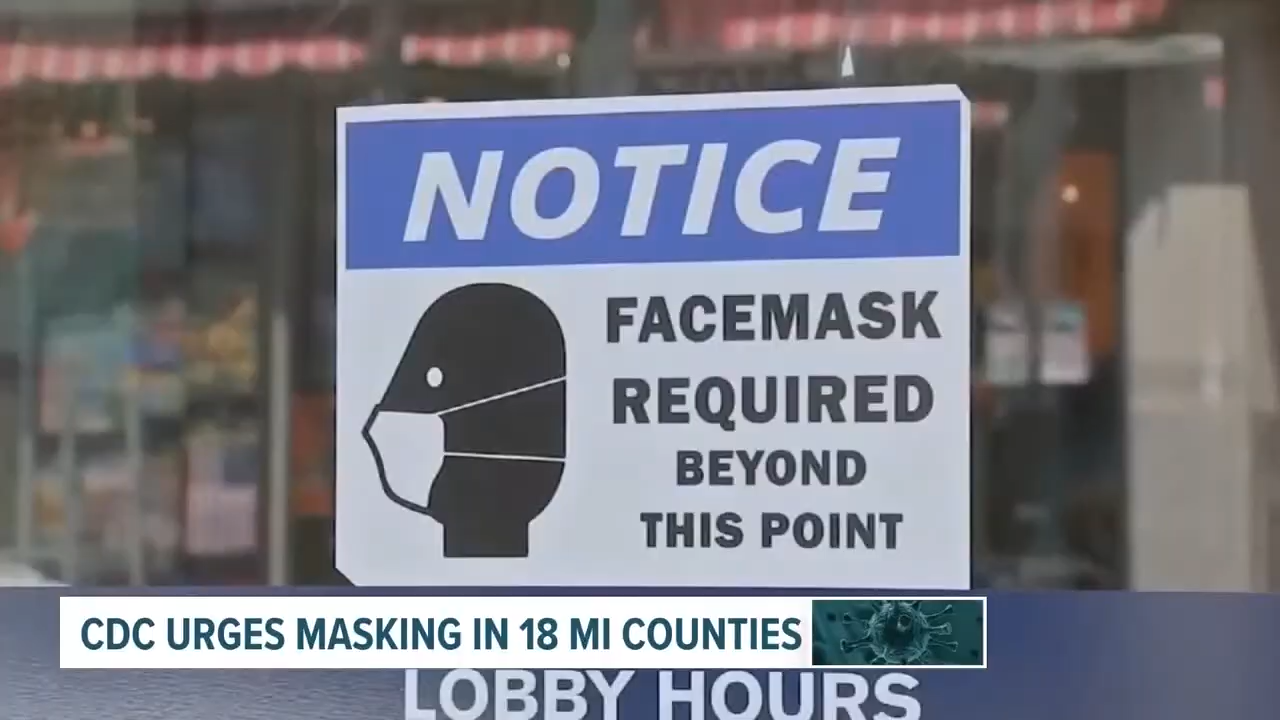 NOTICE
FACEMASK
REQUIRED
BEYOND
THIS POINT
CDC URGES MASKING IN 18 MI COUNTIES
LOBBY HOURS